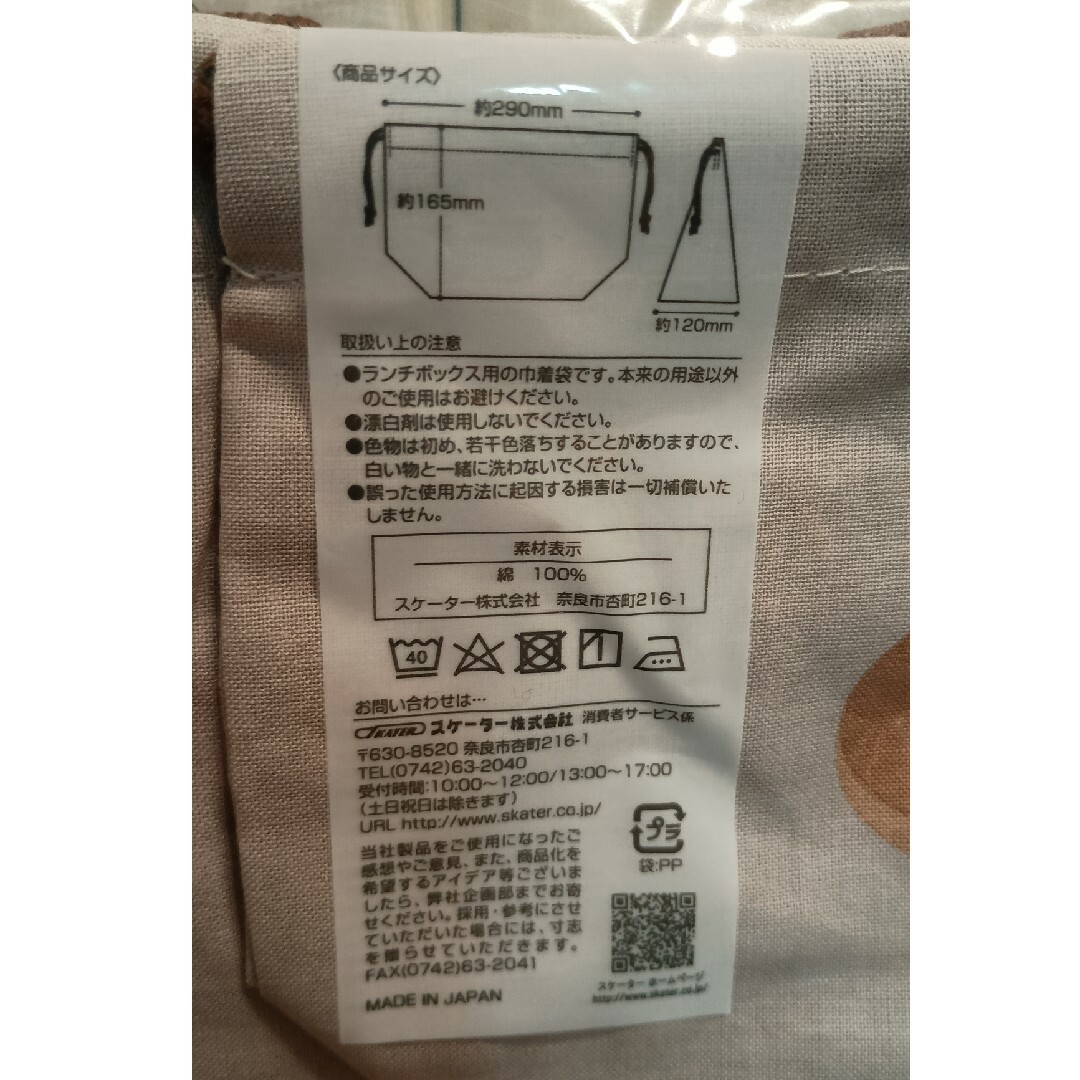 〈商品サイズ〉
約290mm
約165mm
約120mm
取扱い上の注意
●ランチボックス用の巾着袋です。本来の用途以外
のご使用はお避けください。
●漂白剤は使用しないでください。
●色物は初め、若干色落ちすることがありますので、
白い物と一緒に洗わないでください。
●誤った使用方法に起因する損害は一切補償いた
しません。
素材表示
綿 100%
スケーター株式会社 奈良市杏町216-1
40
お問い合わせは…
SKATER スケーター株式会社 消費者サービス係
〒630-8520 奈良市杏町216-1
TEL(0742)63-2040
受付時間:10:00～12:00/13:00～17:00
(土日祝日は除きます)
URL http://www.skater.co.jp/
当社製品をご使用になったご
感想やご意見、また、商品化を
希望するアイデア等ございま
したら、弊社企画部までお寄
せください。採用・参考にさせ
ていただいた場合には、寸志
を贈らせていただきます。
FAX(0742)63-2041
MADE IN JAPAN
プラ
袋:PP
スケーター ホームページ
http://www.skater.co.jp/